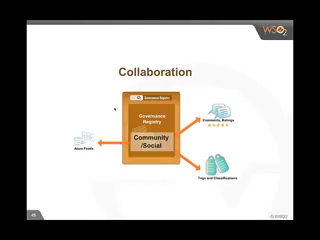 WSO2
Collaboration
Governance Registry
Governance
Registry
Community
/Social
Atom Feeds
Comments, Ratings
Tags and Classifications
45
© WSO2